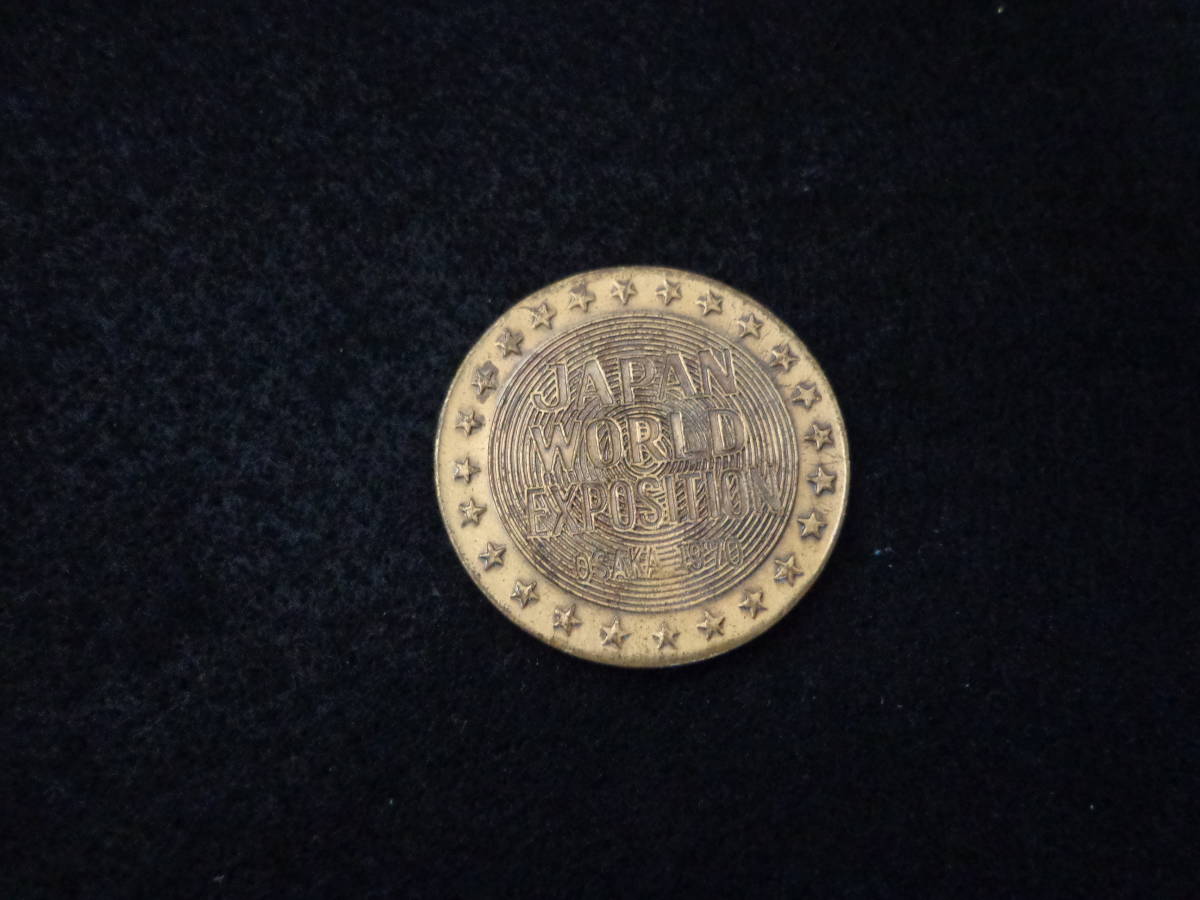 JAPAN
WORLD
EXPOSITION
OSAKA 1970